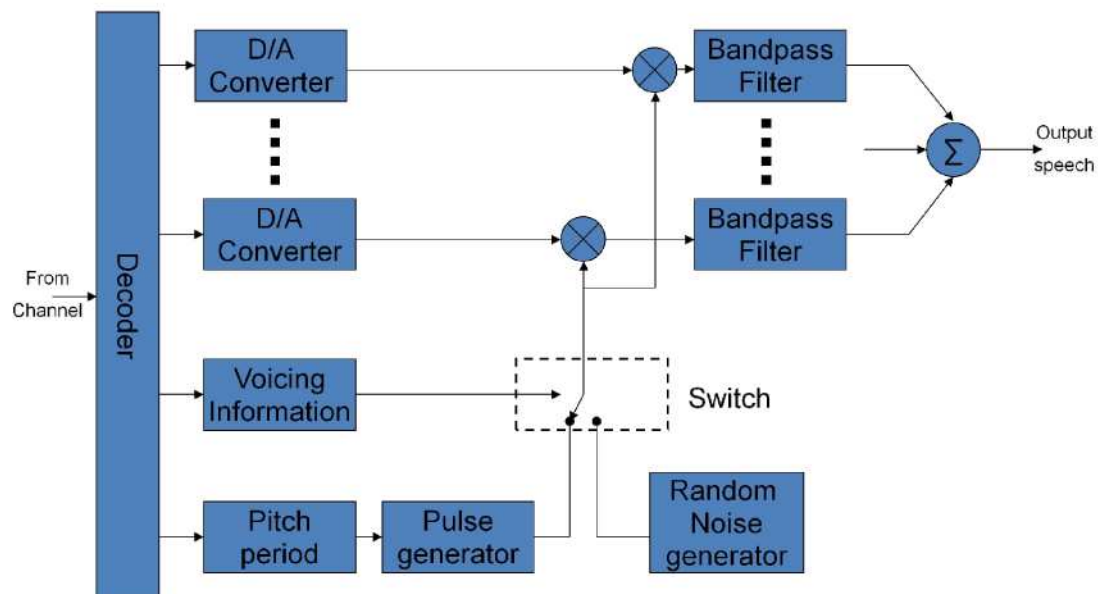 D/A
Converter
Bandpass
Filter
Output
speech
Σ
D/A
Converter
Bandpass
Filter
From
Channel
Decoder
Voicing
Information
Switch
Pitch
period
Pulse
generator
Random
Noise
generator